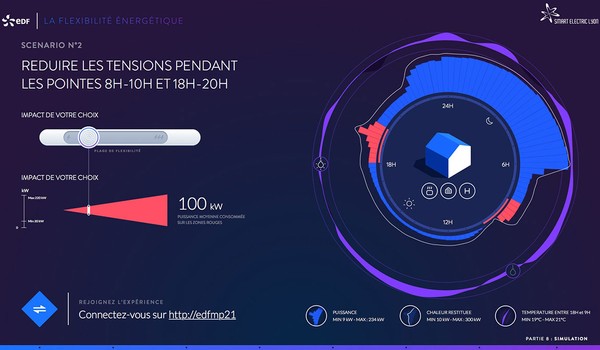 edf
LA FLEXIBILITÉ ÉNERGÉTIQUE
SMART ELECTRIC LYON
SCENARIO N°2
REDUIRE LES TENSIONS PENDANT
LES POINTES 8H-10H ET 18H-20H
IMPACT DE VOTRE CHOIX
PLAGE DE FLEXIBILITÉ
IMPACT DE VOTRE CHOIX
kW
Max 200 kW
0
100 kW
PUISSANCE MOYENNE CONSOMMÉE
SUR LES ZONES ROUGES
24H
18H
6H
H
12H
REJOIGNEZ L'EXPÉRIENCE
Connectez-vous sur http://edfmp21
PUISSANCE
MIN: 9 kW - MAX : 234 kW
CHALEUR RESTITUÉE
MIN: 10 kW - MAX : 300 kW
TEMPERATURE ENTRE 18H et 9H
MIN: 19°C - MAX 21°C
PARTIE 8 : SIMULATION